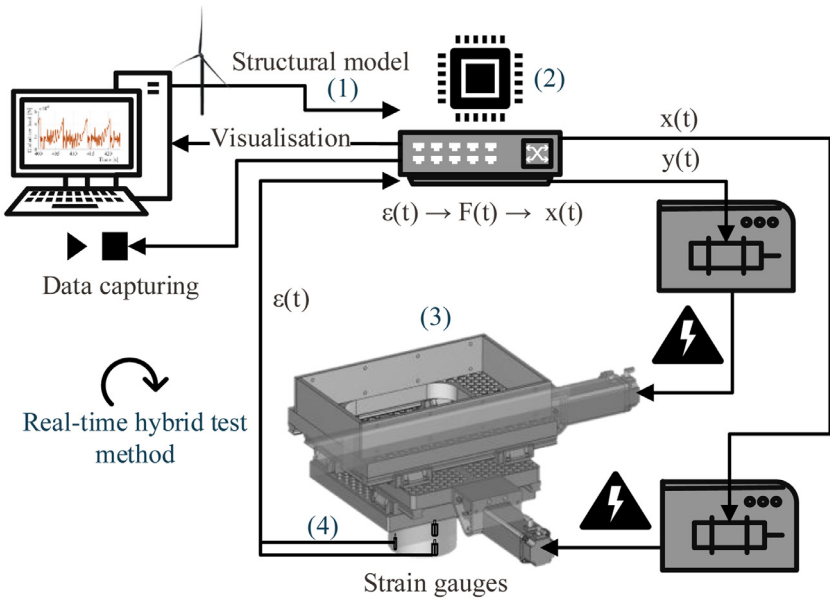 Structural model
(1)
(2)
x(t)
Visualisation
y(t)
ε(t) → F(t) → x(t)
Data capturing
ε(t)
(3)
Real-time hybrid test
method
(4)
Strain gauges